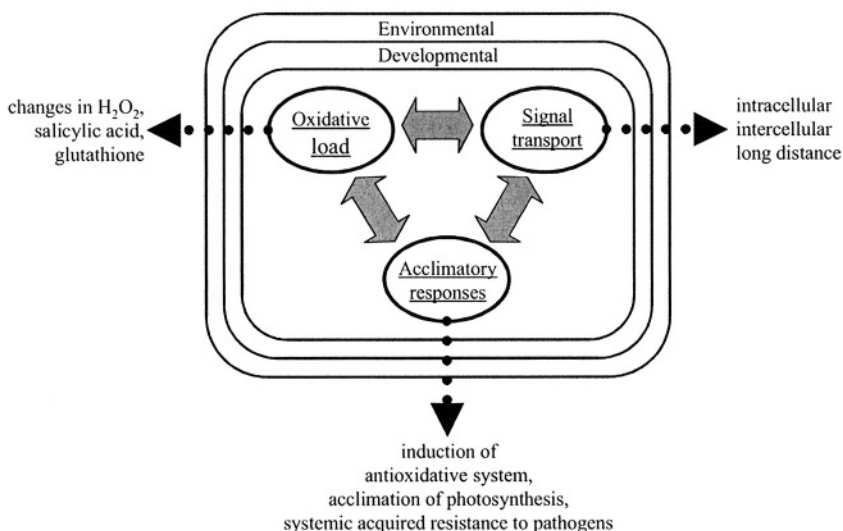 Environmental
Developmental
changes in H₂O₂,
salicylic acid,
glutathione
Oxidative
load
Signal
transport
intracellular
intercellular
long distance
Acclimatory
responses
induction of
antioxidative system,
acclimation of photosynthesis,
systemic acquired resistance to pathogens